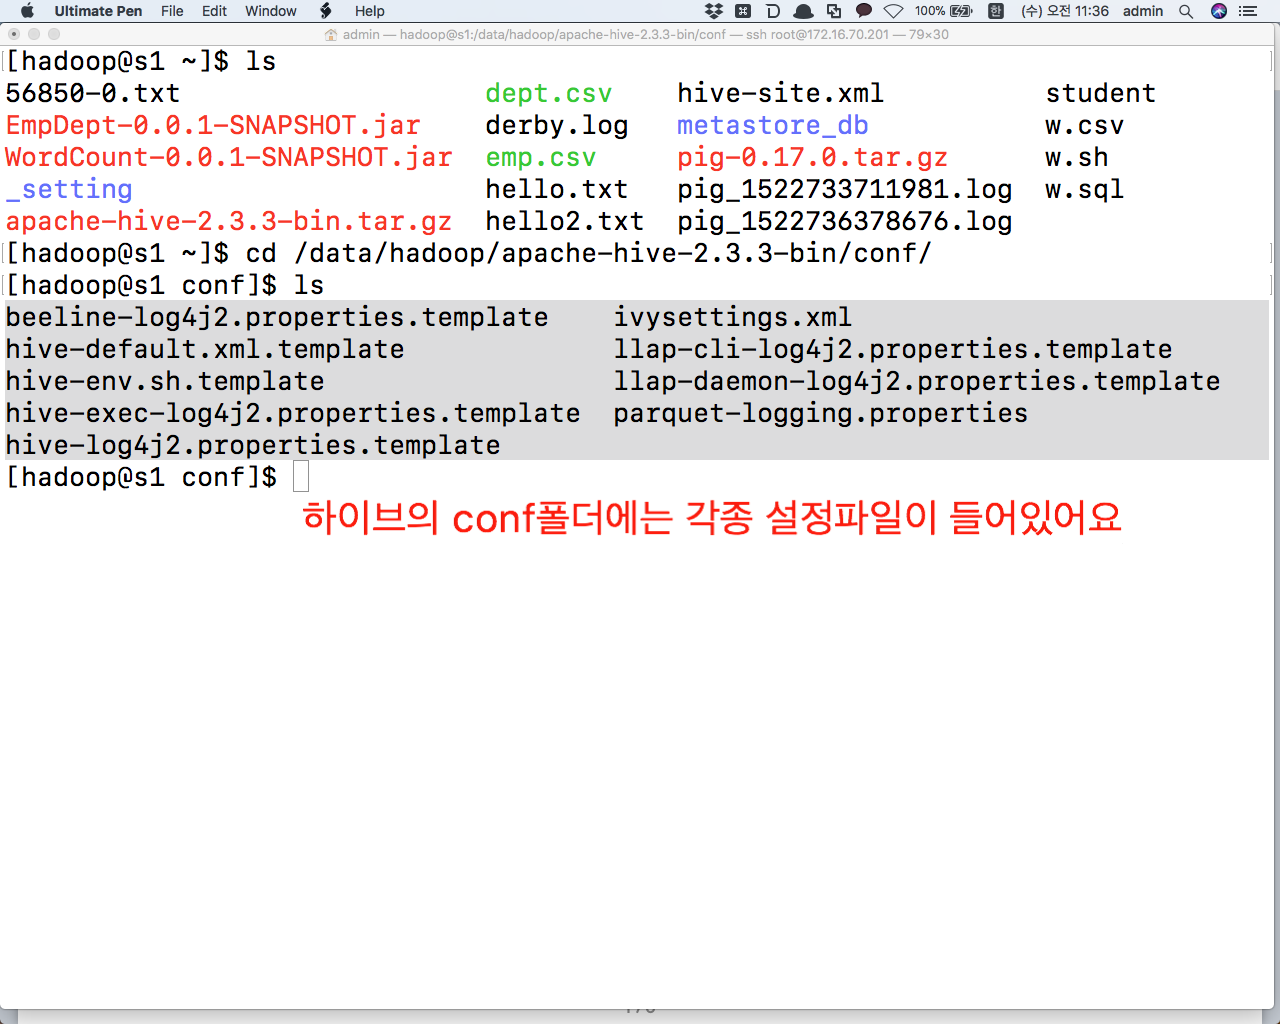 Ultimate Pen File Edit Window Help 100% 한 (수) 오전 11:36 admin
admin — hadoop@s1:/data/hadoop/apache-hive-2.3.3-bin/conf — ssh root@172.16.70.201 — 79×30
[hadoop@s1 ~]$ ls
56850-0.txt dept.csv hive-site.xml student
EmpDept-0.0.1-SNAPSHOT.jar derby.log metastore_db w.csv
WordCount-0.0.1-SNAPSHOT.jar emp.csv pig-0.17.0.tar.gz w.sh
_setting hello.txt pig_1522733711981.log w.sql
apache-hive-2.3.3-bin.tar.gz hello2.txt pig_1522736378676.log
[hadoop@s1 ~]$ cd /data/hadoop/apache-hive-2.3.3-bin/conf/
[hadoop@s1 conf]$ ls
beeline-log4j2.properties.template ivysettings.xml
hive-default.xml.template llap-cli-log4j2.properties.template
hive-env.sh.template llap-daemon-log4j2.properties.template
hive-exec-log4j2.properties.template parquet-logging.properties
hive-log4j2.properties.template
[hadoop@s1 conf]$
하이브의 conf폴더에는 각종 설정파일이 들어있어요